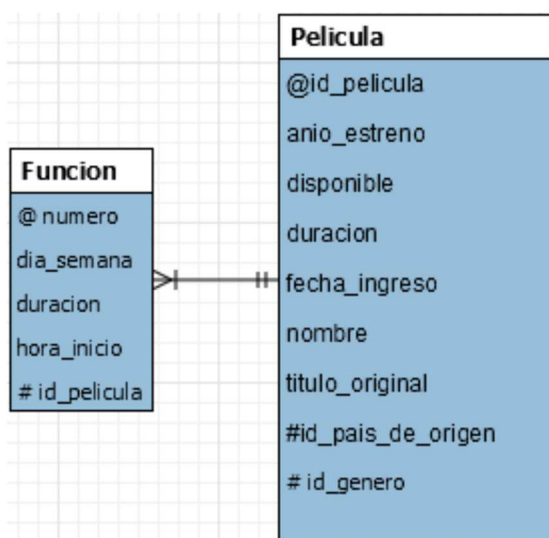 Funcion
@ numero
dia_semana
duracion
hora_inicio
# id_pelicula
Pelicula
@id_pelicula
anio_estreno
disponible
duracion
fecha_ingreso
nombre
titulo_original
#id_pais_de_origen
# id_genero